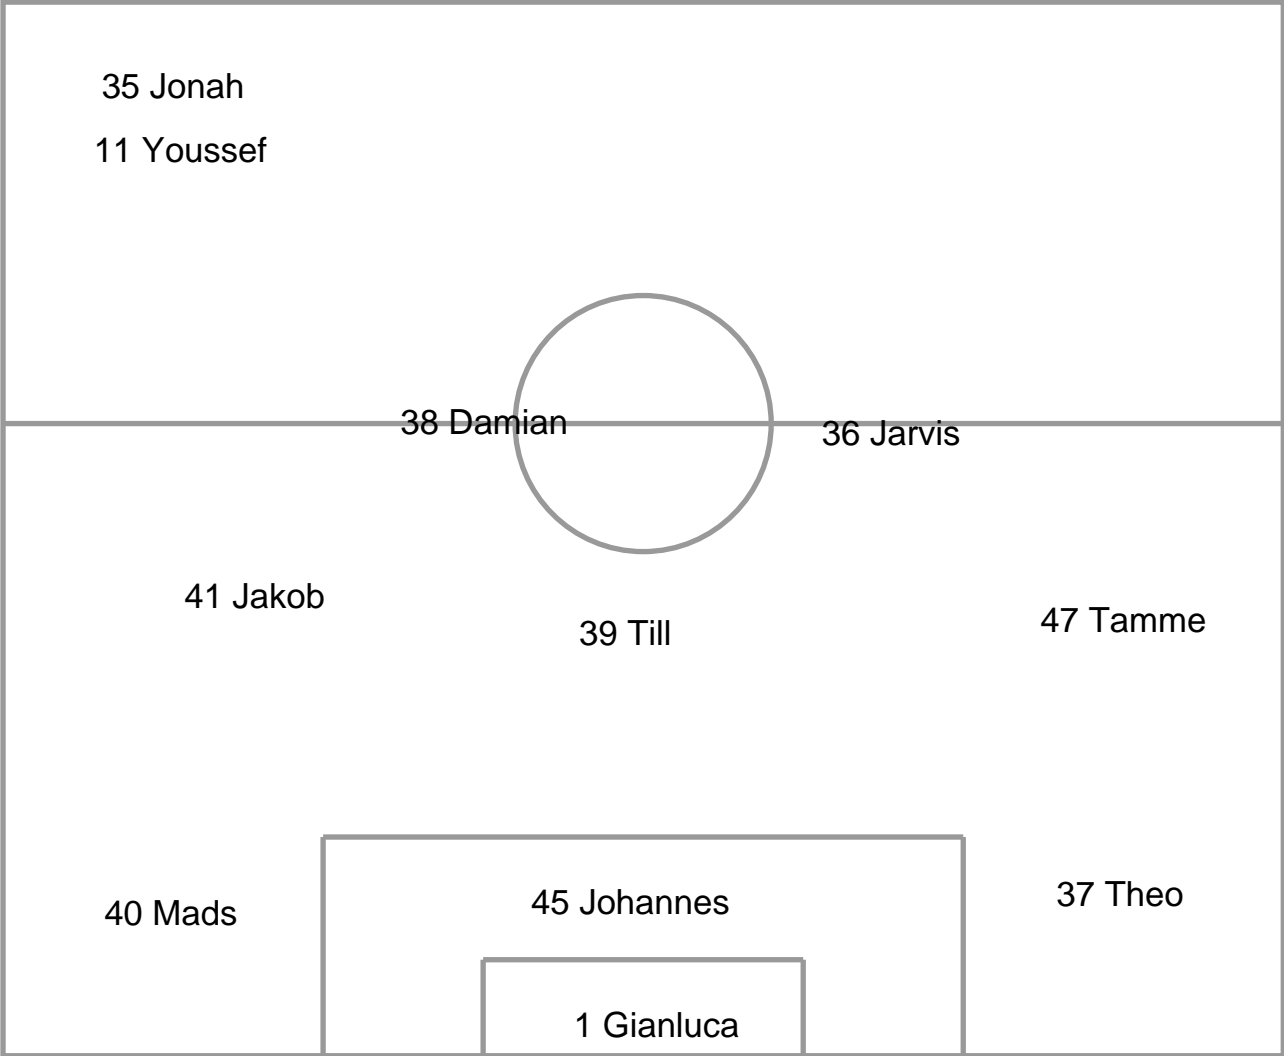 35 Jonah
11 Youssef
38 Damian
36 Jarvis
41 Jakob
39 Till
47 Tamme
40 Mads
45 Johannes
37 Theo
1 Gianluca